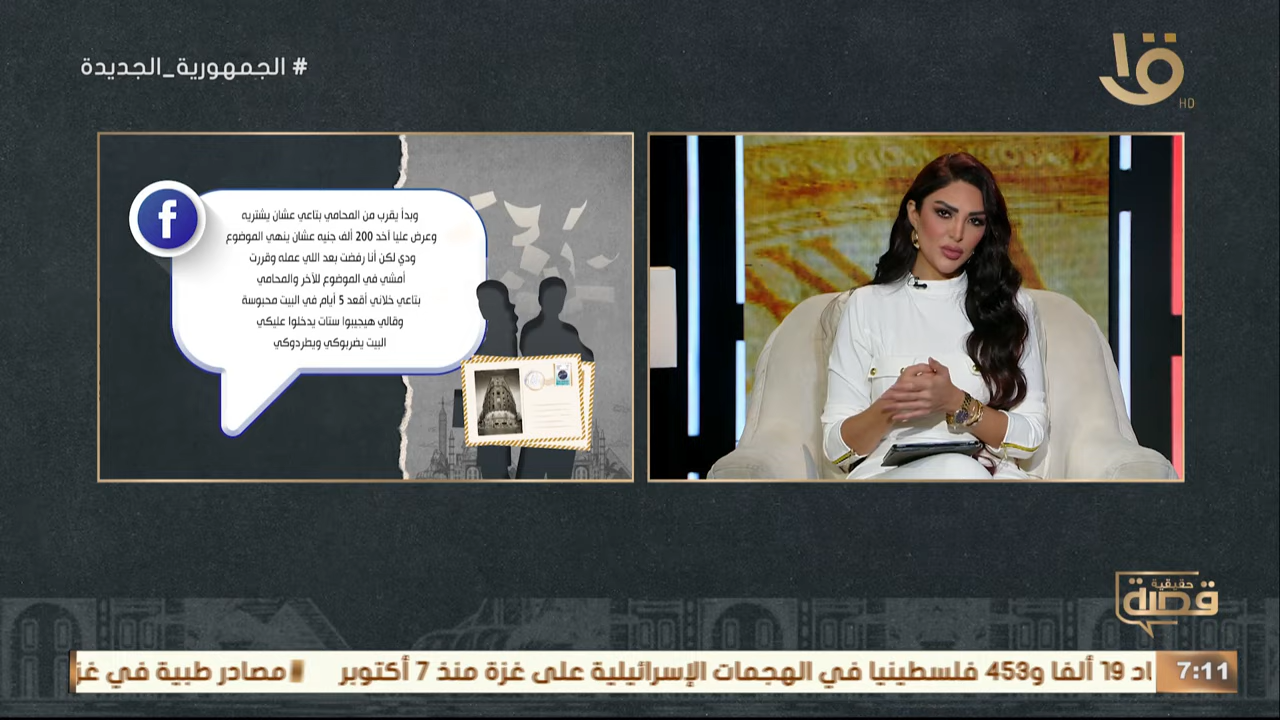 # الجمهورية_الجديدة
HD
وبدأ يقرب من المحامي بتاعي عشان يشتريه
وعرض عليا أخد 200 ألف جنيه عشان ينهي الموضوع
ودي لكن أنا رفضت بعد اللي عمله وقررت
أمشي في الموضوع للآخر والمحامي
بتاعي خلاني أقعد 5 أيام في البيت محبوسة
وقالي هيجيبوا ستات يدخلوا عليكي
البيت يضربوكي ويطردوكي
f
قصة
حقيقية
اد 19 ألفا و453 فلسطينيا في الهجمات الإسرائيلية على غزة منذ 7 أكتوبر
مصادر طبية في غز
7:11